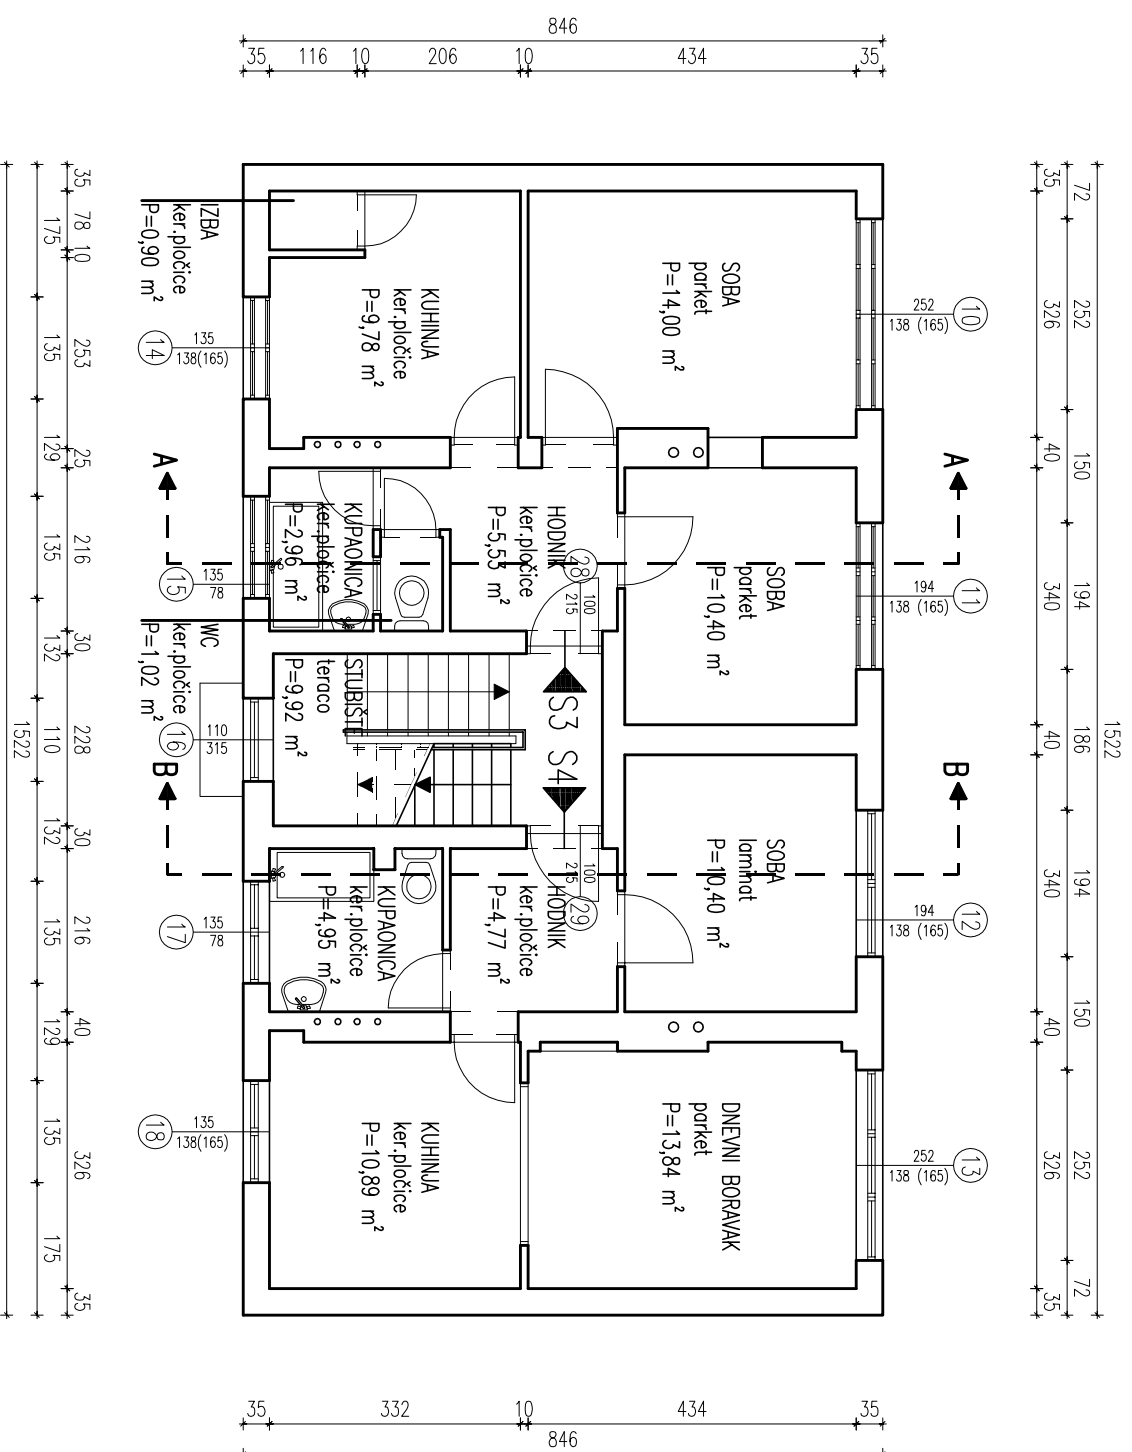 846
35 116 10 206 10 434 35
35 78 10 253 25 216 30 228 30 216 40 326 35
175 135 129 135 132 110 132 135 129 135 175
1522
35 326 40 340 40 340 40 326 35
72 252 150 194 186 194 150 252 72
1522
IZBA
ker.pločice
P=0,90 m²
KUHINJA
ker.pločice
P=9,78 m²
SOBA
parket
P=14,00 m²
252
138 (165)
10
135
138(165)
14
A
A
KUPAONICA
ker.pločice
P=2,96 m²
HODNIK
ker.pločice
P=5,53 m²
28
100
215
SOBA
parket
P=10,40 m²
194
138 (165)
11
135
78
15
WC
ker.pločice
P=1,02 m²
STUBIŠTE
teraco
P=9,92 m²
S3 S4
110
315
16
B
B
SOBA
laminat
P=10,40 m²
194
138 (165)
12
100
215
29
HODNIK
ker.pločice
P=4,77 m²
KUPAONICA
ker.pločice
P=4,95 m²
135
78
17
KUHINJA
ker.pločice
P=10,89 m²
DNEVNI BORAVAK
parket
P=13,84 m²
252
138 (165)
13
135
138(165)
18
35 332 10 434 35
846